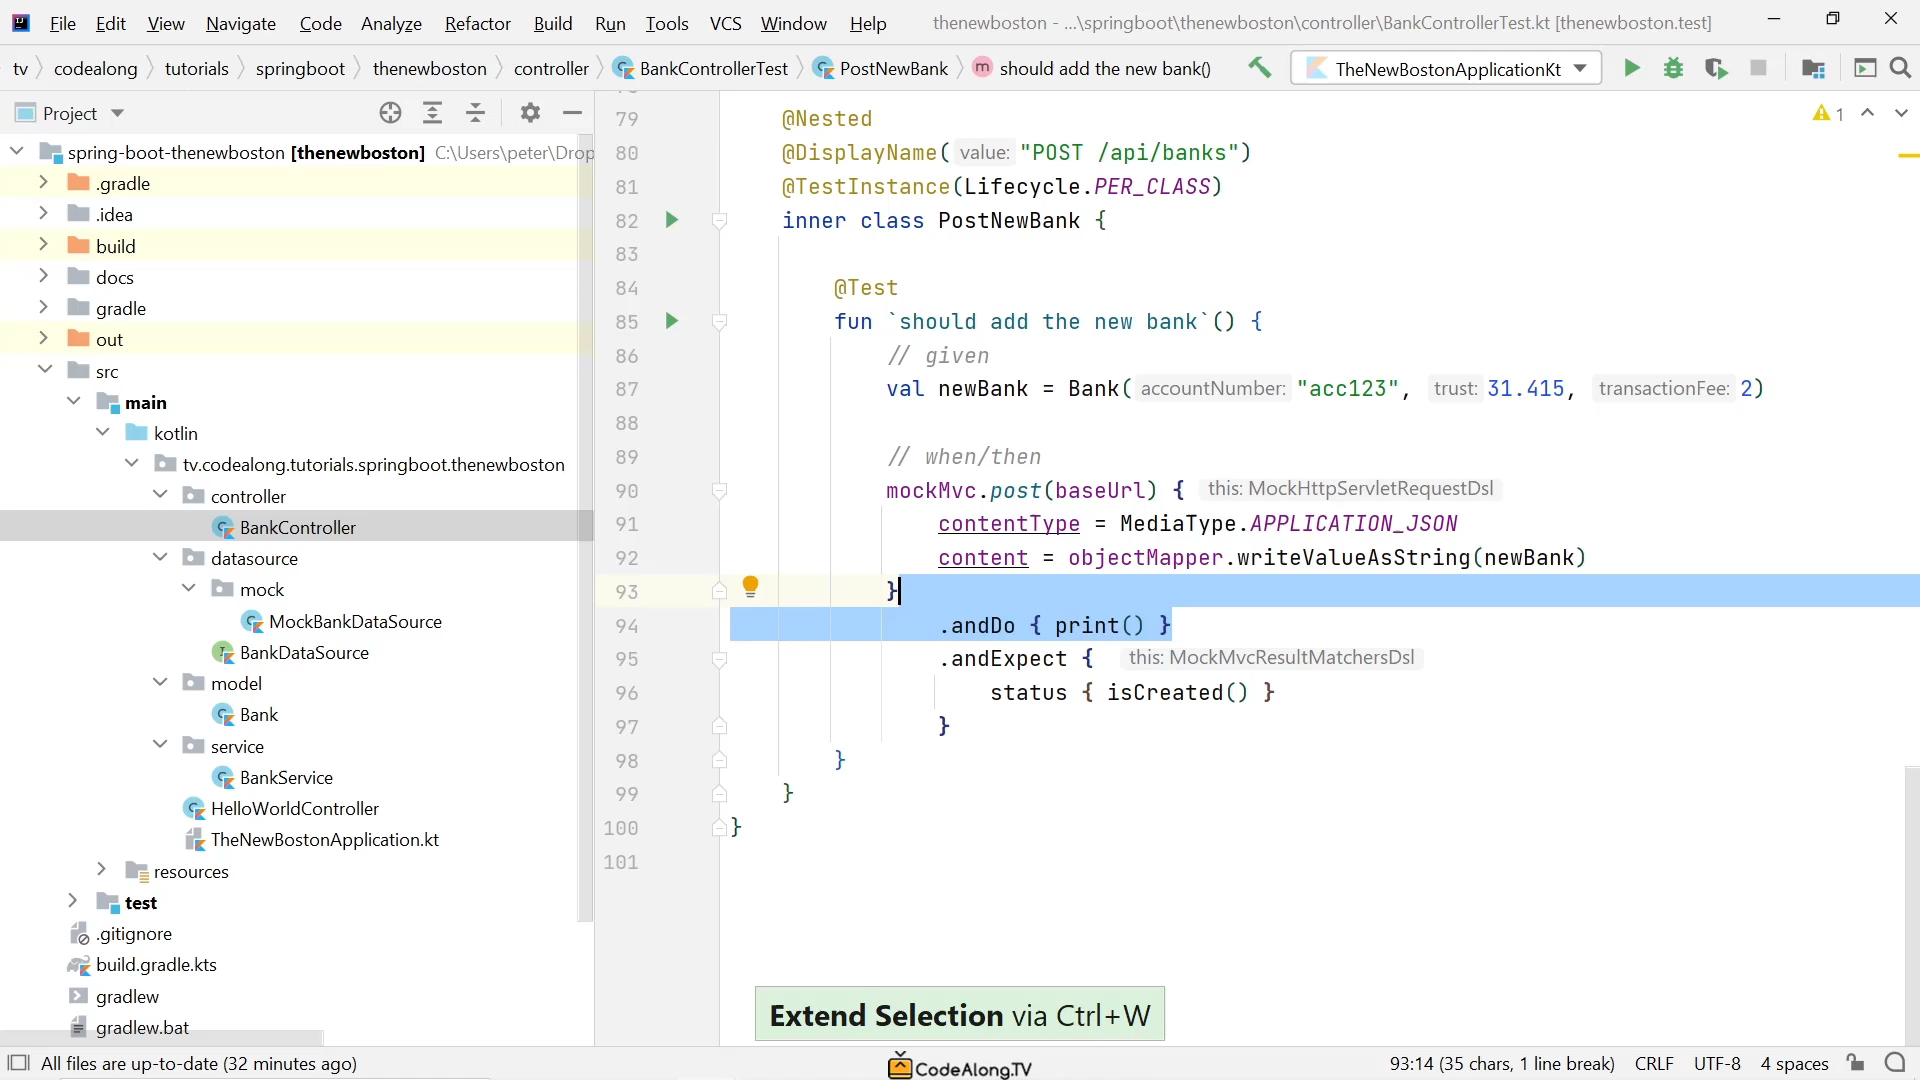 File Edit View Navigate Code Analyze Refactor Build Run Tools VCS Window Help thenewboston - ...\springboot\thenewboston\controller\BankControllerTest.kt [thenewboston.test]
tv codealong tutorials springboot thenewboston controller BankControllerTest PostNewBank m should add the new bank() TheNewBostonApplicationKt
Project
1
spring-boot-thenewboston [thenewboston] C:\Users\peter\Drop
.gradle
.idea
build
docs
gradle
out
src
main
kotlin
tv.codealong.tutorials.springboot.thenewboston
controller
BankController
datasource
mock
MockBankDataSource
BankDataSource
model
Bank
service
BankService
HelloWorldController
TheNewBostonApplication.kt
resources
test
.gitignore
build.gradle.kts
gradlew
gradlew.bat
79 @Nested
80 @DisplayName( value: "POST /api/banks")
81 @TestInstance(Lifecycle.PER_CLASS)
82 inner class PostNewBank {
83
84 @Test
85 fun `should add the new bank`() {
86 // given
87 val newBank = Bank( accountNumber: "acc123", trust: 31.415, transactionFee: 2)
88
89 // when/then
90 mockMvc.post(baseUrl) { this: MockHttpServletRequestDsl
91 contentType = MediaType.APPLICATION_JSON
92 content = objectMapper.writeValueAsString(newBank)
93 }
94 .andDo { print() }
95 .andExpect { this: MockMvcResultMatchersDsl
96 status { isCreated() }
97 }
98 }
99 }
100 }
101
Extend Selection via Ctrl+W
All files are up-to-date (32 minutes ago) CodeAlong.TV 93:14 (35 chars, 1 line break) CRLF UTF-8 4 spaces